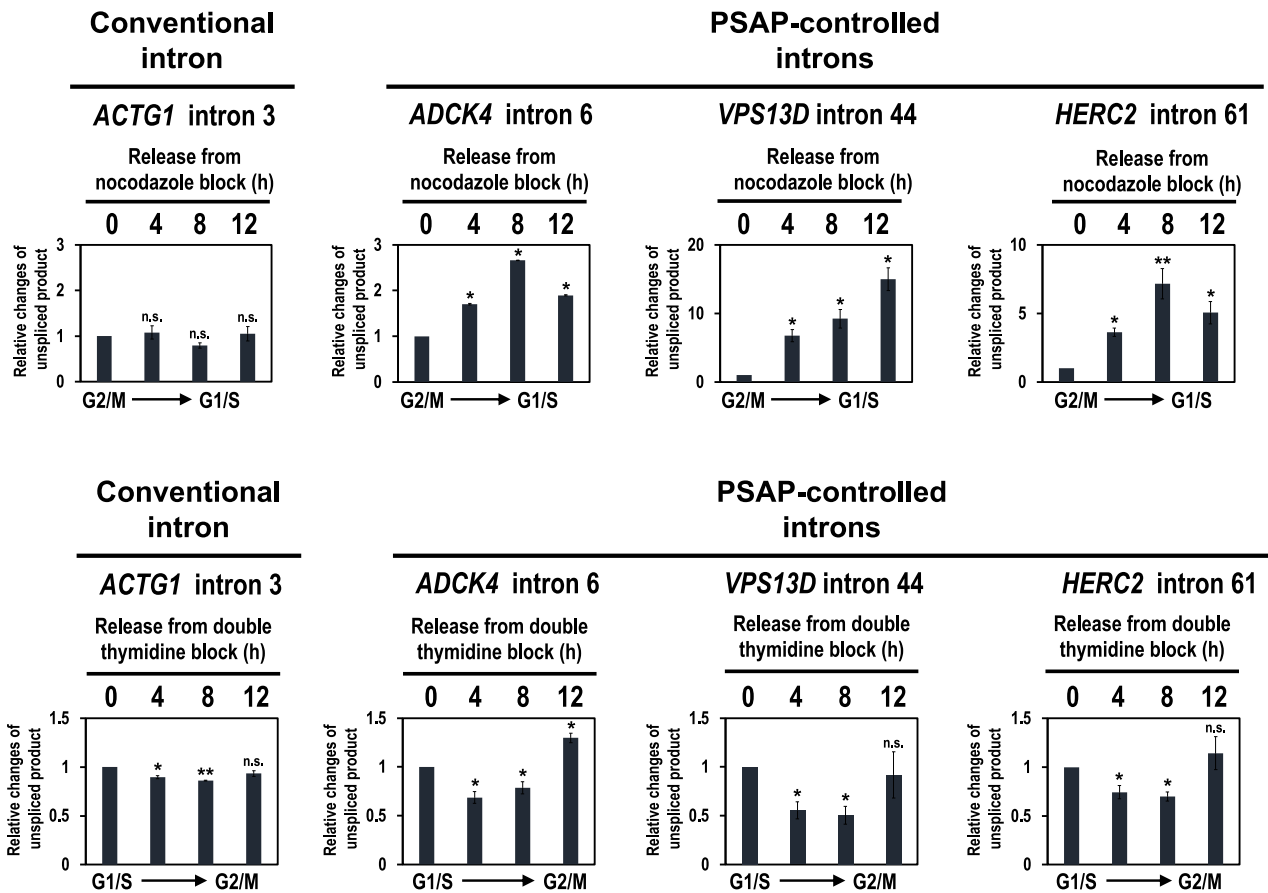 Conventional
intron
PSAP-controlled
introns
ACTG1 intron 3
ADCK4 intron 6
VPS13D intron 44
HERC2 intron 61
Release from
nocodazole block (h)
Release from
nocodazole block (h)
Release from
nocodazole block (h)
Release from
nocodazole block (h)
0 4 8 12
0 4 8 12
0 4 8 12
0 4 8 12
Relative changes of
unspliced product
3
2
1
0
n.s.
n.s.
n.s.
G2/M G1/S
Relative changes of
unspliced product
3
2
1
0
*
*
*
G2/M G1/S
Relative changes of
unspliced product
20
10
0
*
*
*
G2/M G1/S
Relative changes of
unspliced product
10
5
0
*
**
*
G2/M G1/S
Conventional
intron
PSAP-controlled
introns
ACTG1 intron 3
ADCK4 intron 6
VPS13D intron 44
HERC2 intron 61
Release from double
thymidine block (h)
Release from double
thymidine block (h)
Release from double
thymidine block (h)
Release from double
thymidine block (h)
0 4 8 12
0 4 8 12
0 4 8 12
0 4 8 12
Relative changes of
unspliced product
1.5
1
0.5
0
*
**
n.s.
G1/S G2/M
Relative changes of
unspliced product
1.5
1
0.5
0
*
*
*
G1/S G2/M
Relative changes of
unspliced product
1.5
1
0.5
0
*
*
n.s.
G1/S G2/M
Relative changes of
unspliced product
1.5
1
0.5
0
*
*
n.s.
G1/S G2/M